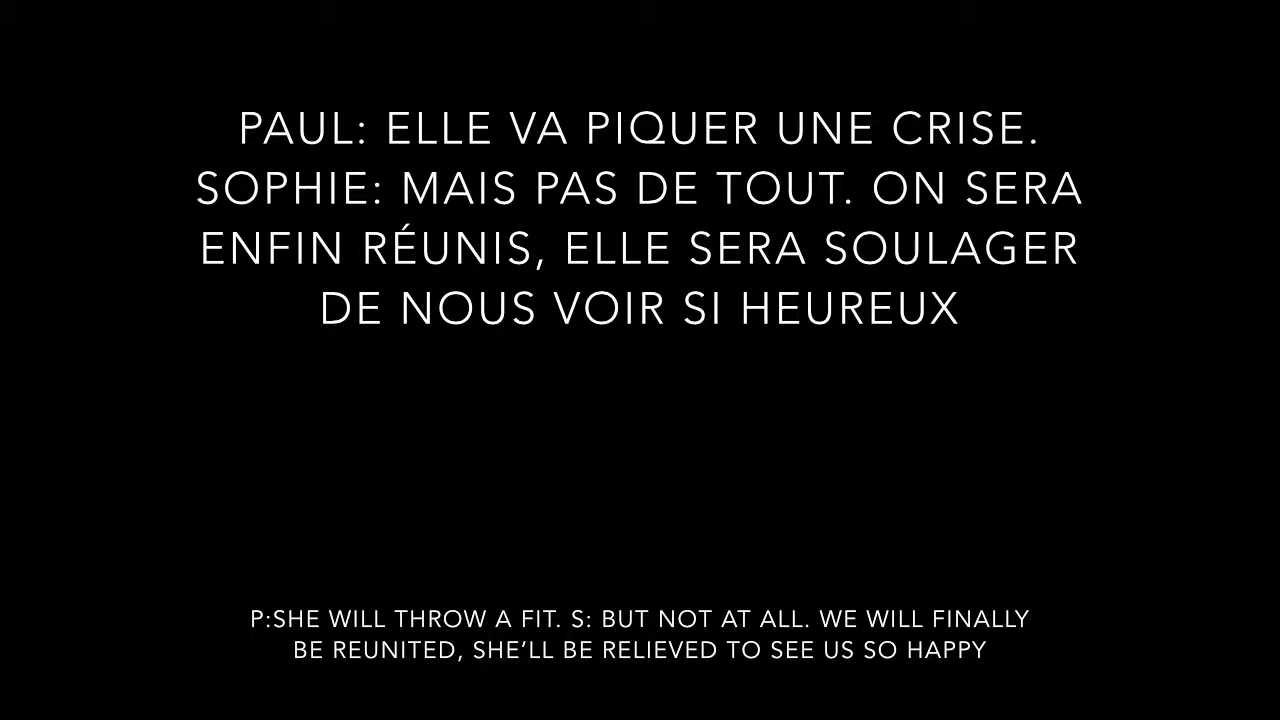 PAUL: ELLE VA PIQUER UNE CRISE.
SOPHIE: MAIS PAS DE TOUT. ON SERA
ENFIN RÉUNIS, ELLE SERA SOULAGER
DE NOUS VOIR SI HEUREUX
P:SHE WILL THROW A FIT. S: BUT NOT AT ALL. WE WILL FINALLY
BE REUNITED, SHE’LL BE RELIEVED TO SEE US SO HAPPY